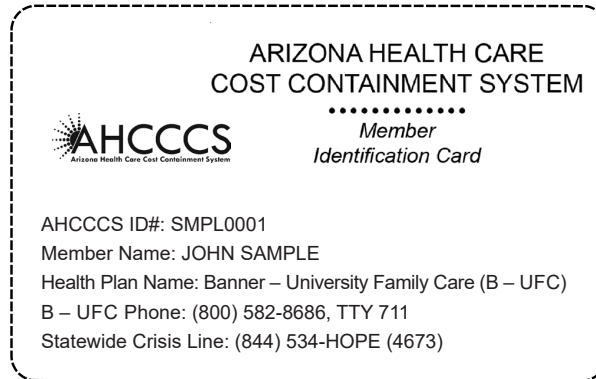 ARIZONA HEALTH CARE
COST CONTAINMENT SYSTEM
Member
Identification Card
AHCCCS
Arizona Health Care Cost Containment System
AHCCCS ID#: SMPL0001
Member Name: JOHN SAMPLE
Health Plan Name: Banner – University Family Care (B – UFC)
B – UFC Phone: (800) 582-8686, TTY 711
Statewide Crisis Line: (844) 534-HOPE (4673)